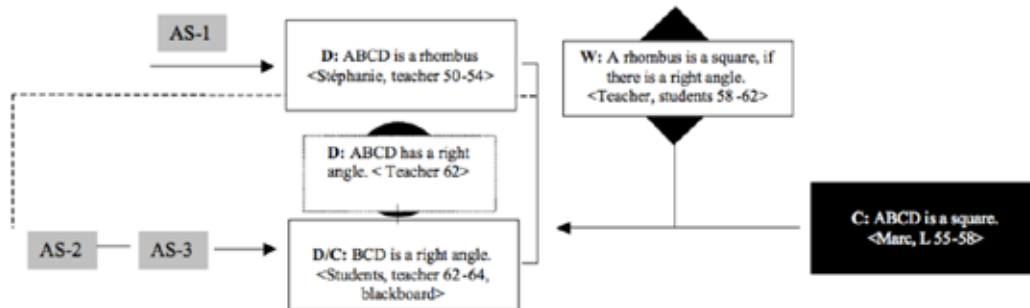 AS-1
D: ABCD is a rhombus
<Stéphanie, teacher 50-54>
W: A rhombus is a square, if
there is a right angle.
<Teacher, students 58-62>
D: ABCD has a right
angle. < Teacher 62>
AS-2
AS-3
D/C: BCD is a right angle.
<Students, teacher 62-64,
blackboard>
C: ABCD is a square.
<Marc, L 55-58>